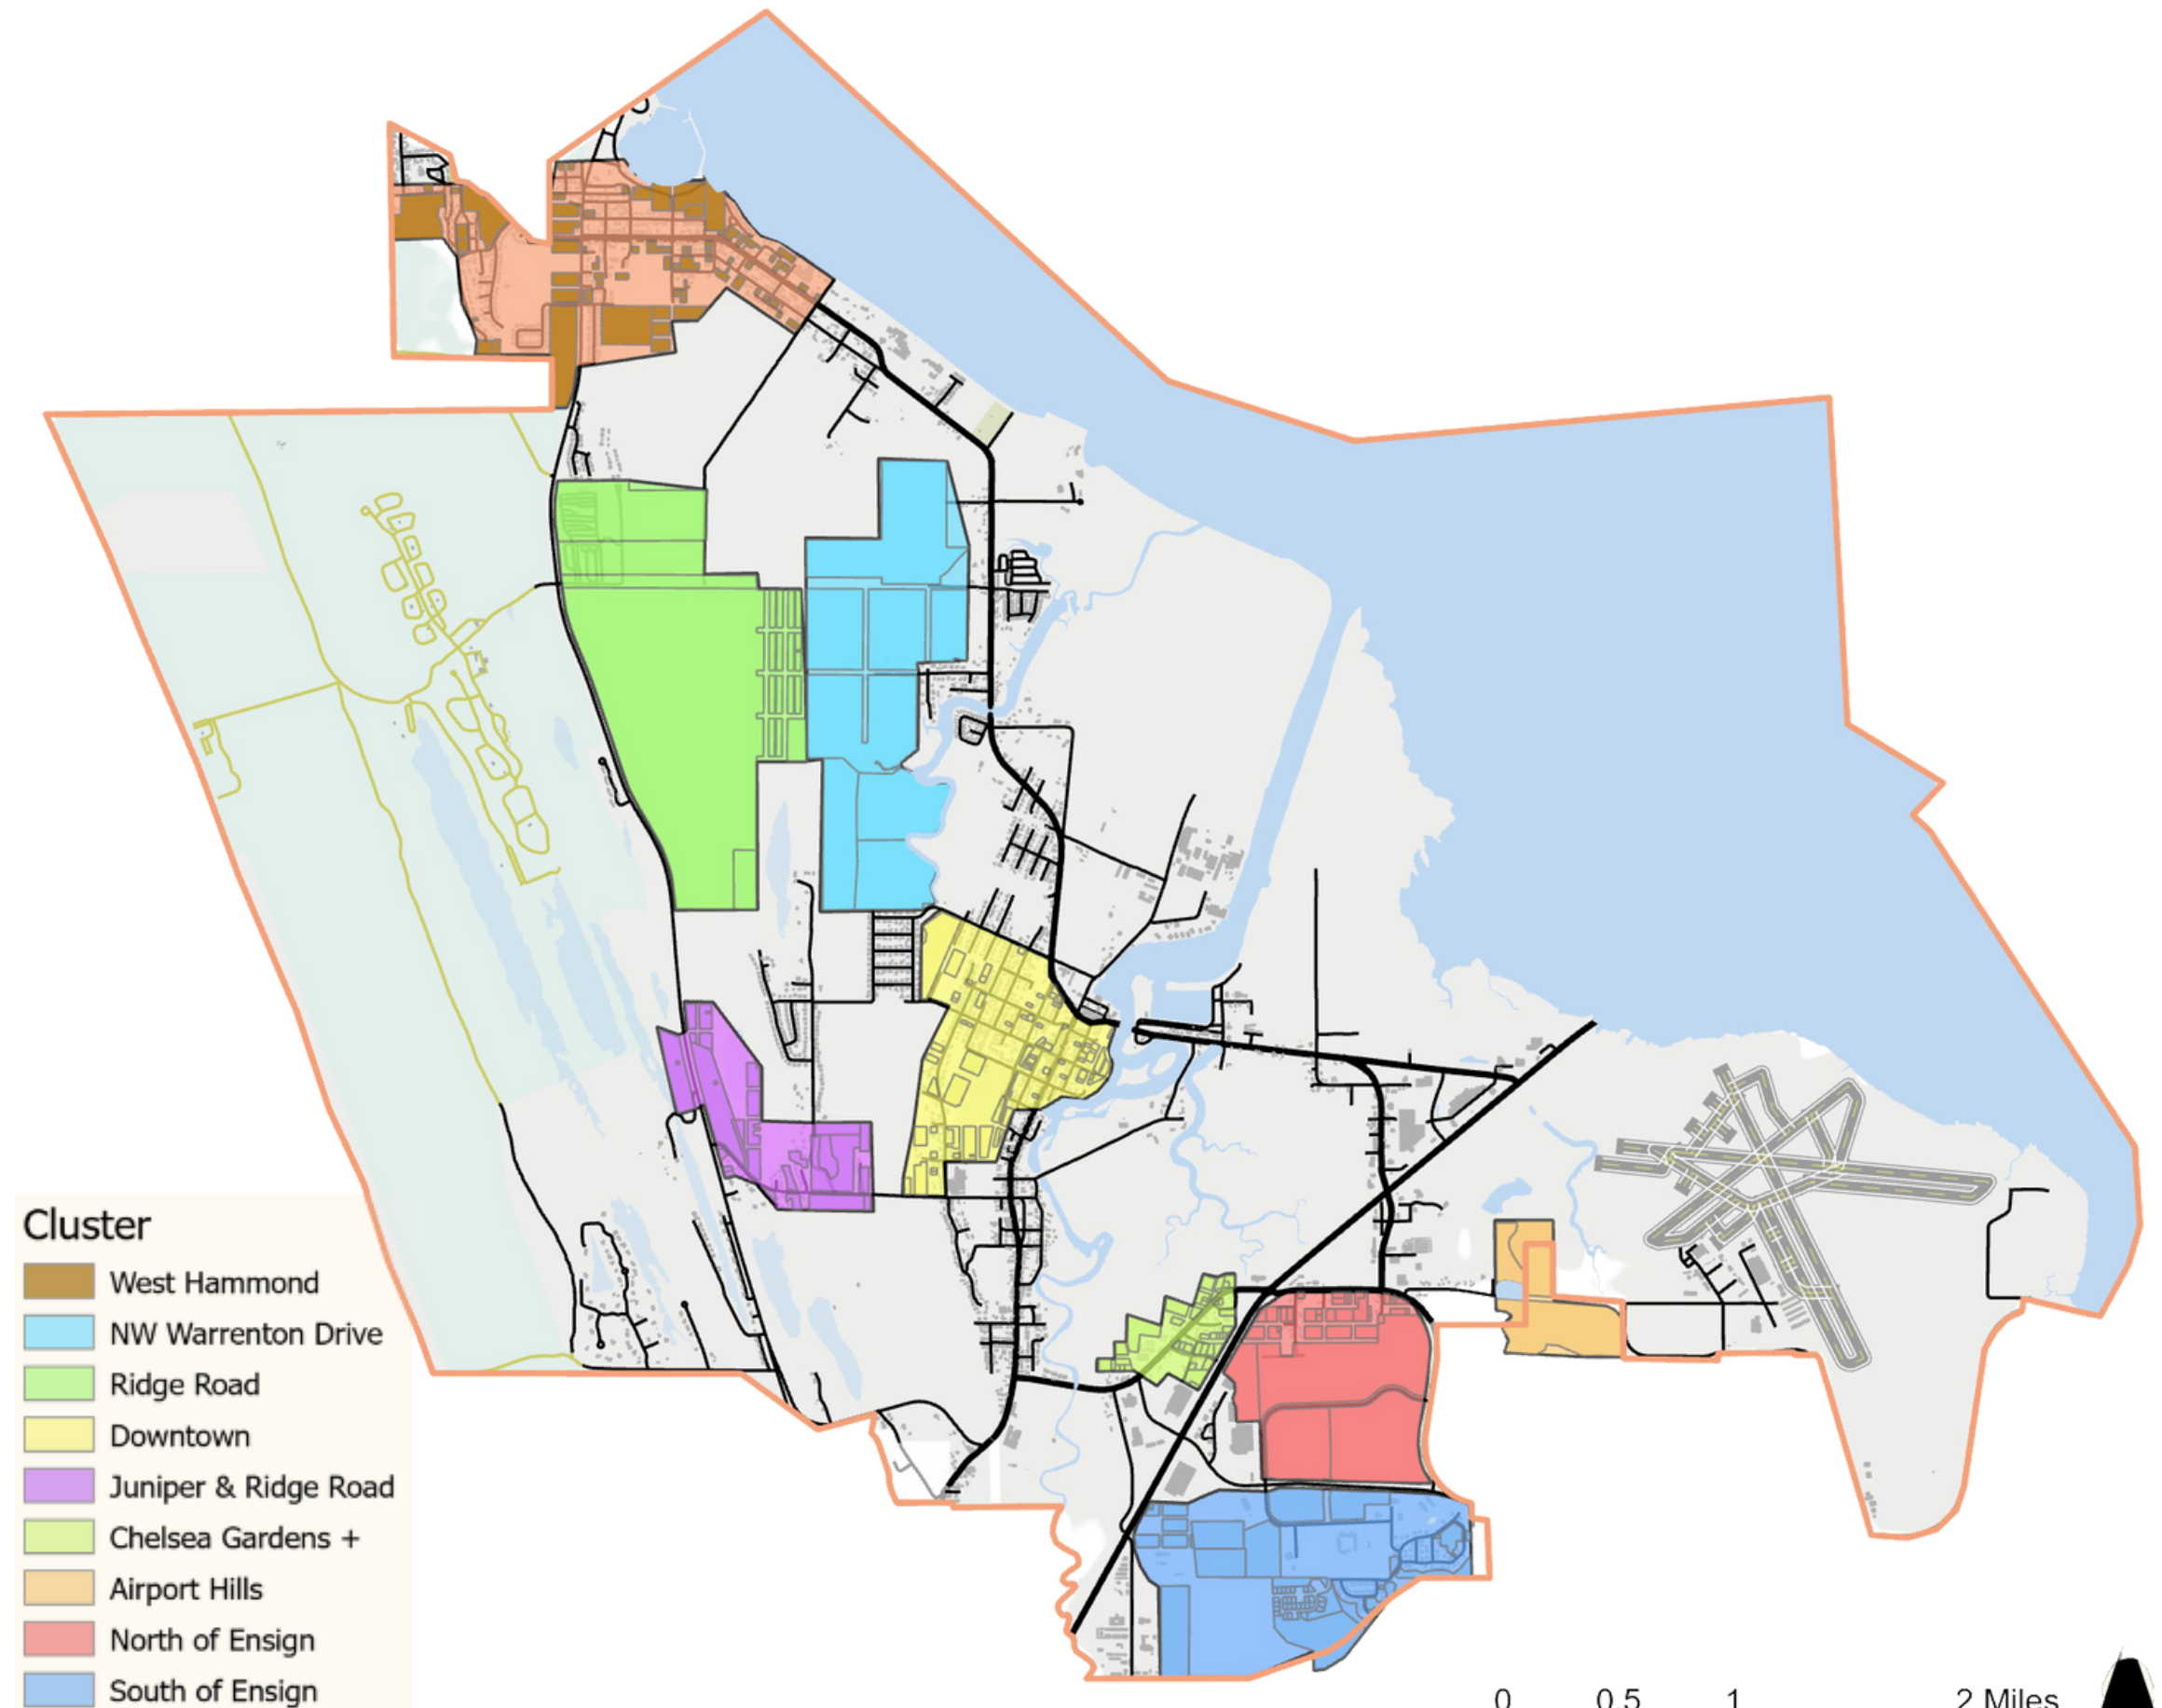 Cluster
West Hammond
NW Warrenton Drive
Ridge Road
Downtown
Juniper & Ridge Road
Chelsea Gardens +
Airport Hills
North of Ensign
South of Ensign
0 0.5 1 2 Miles